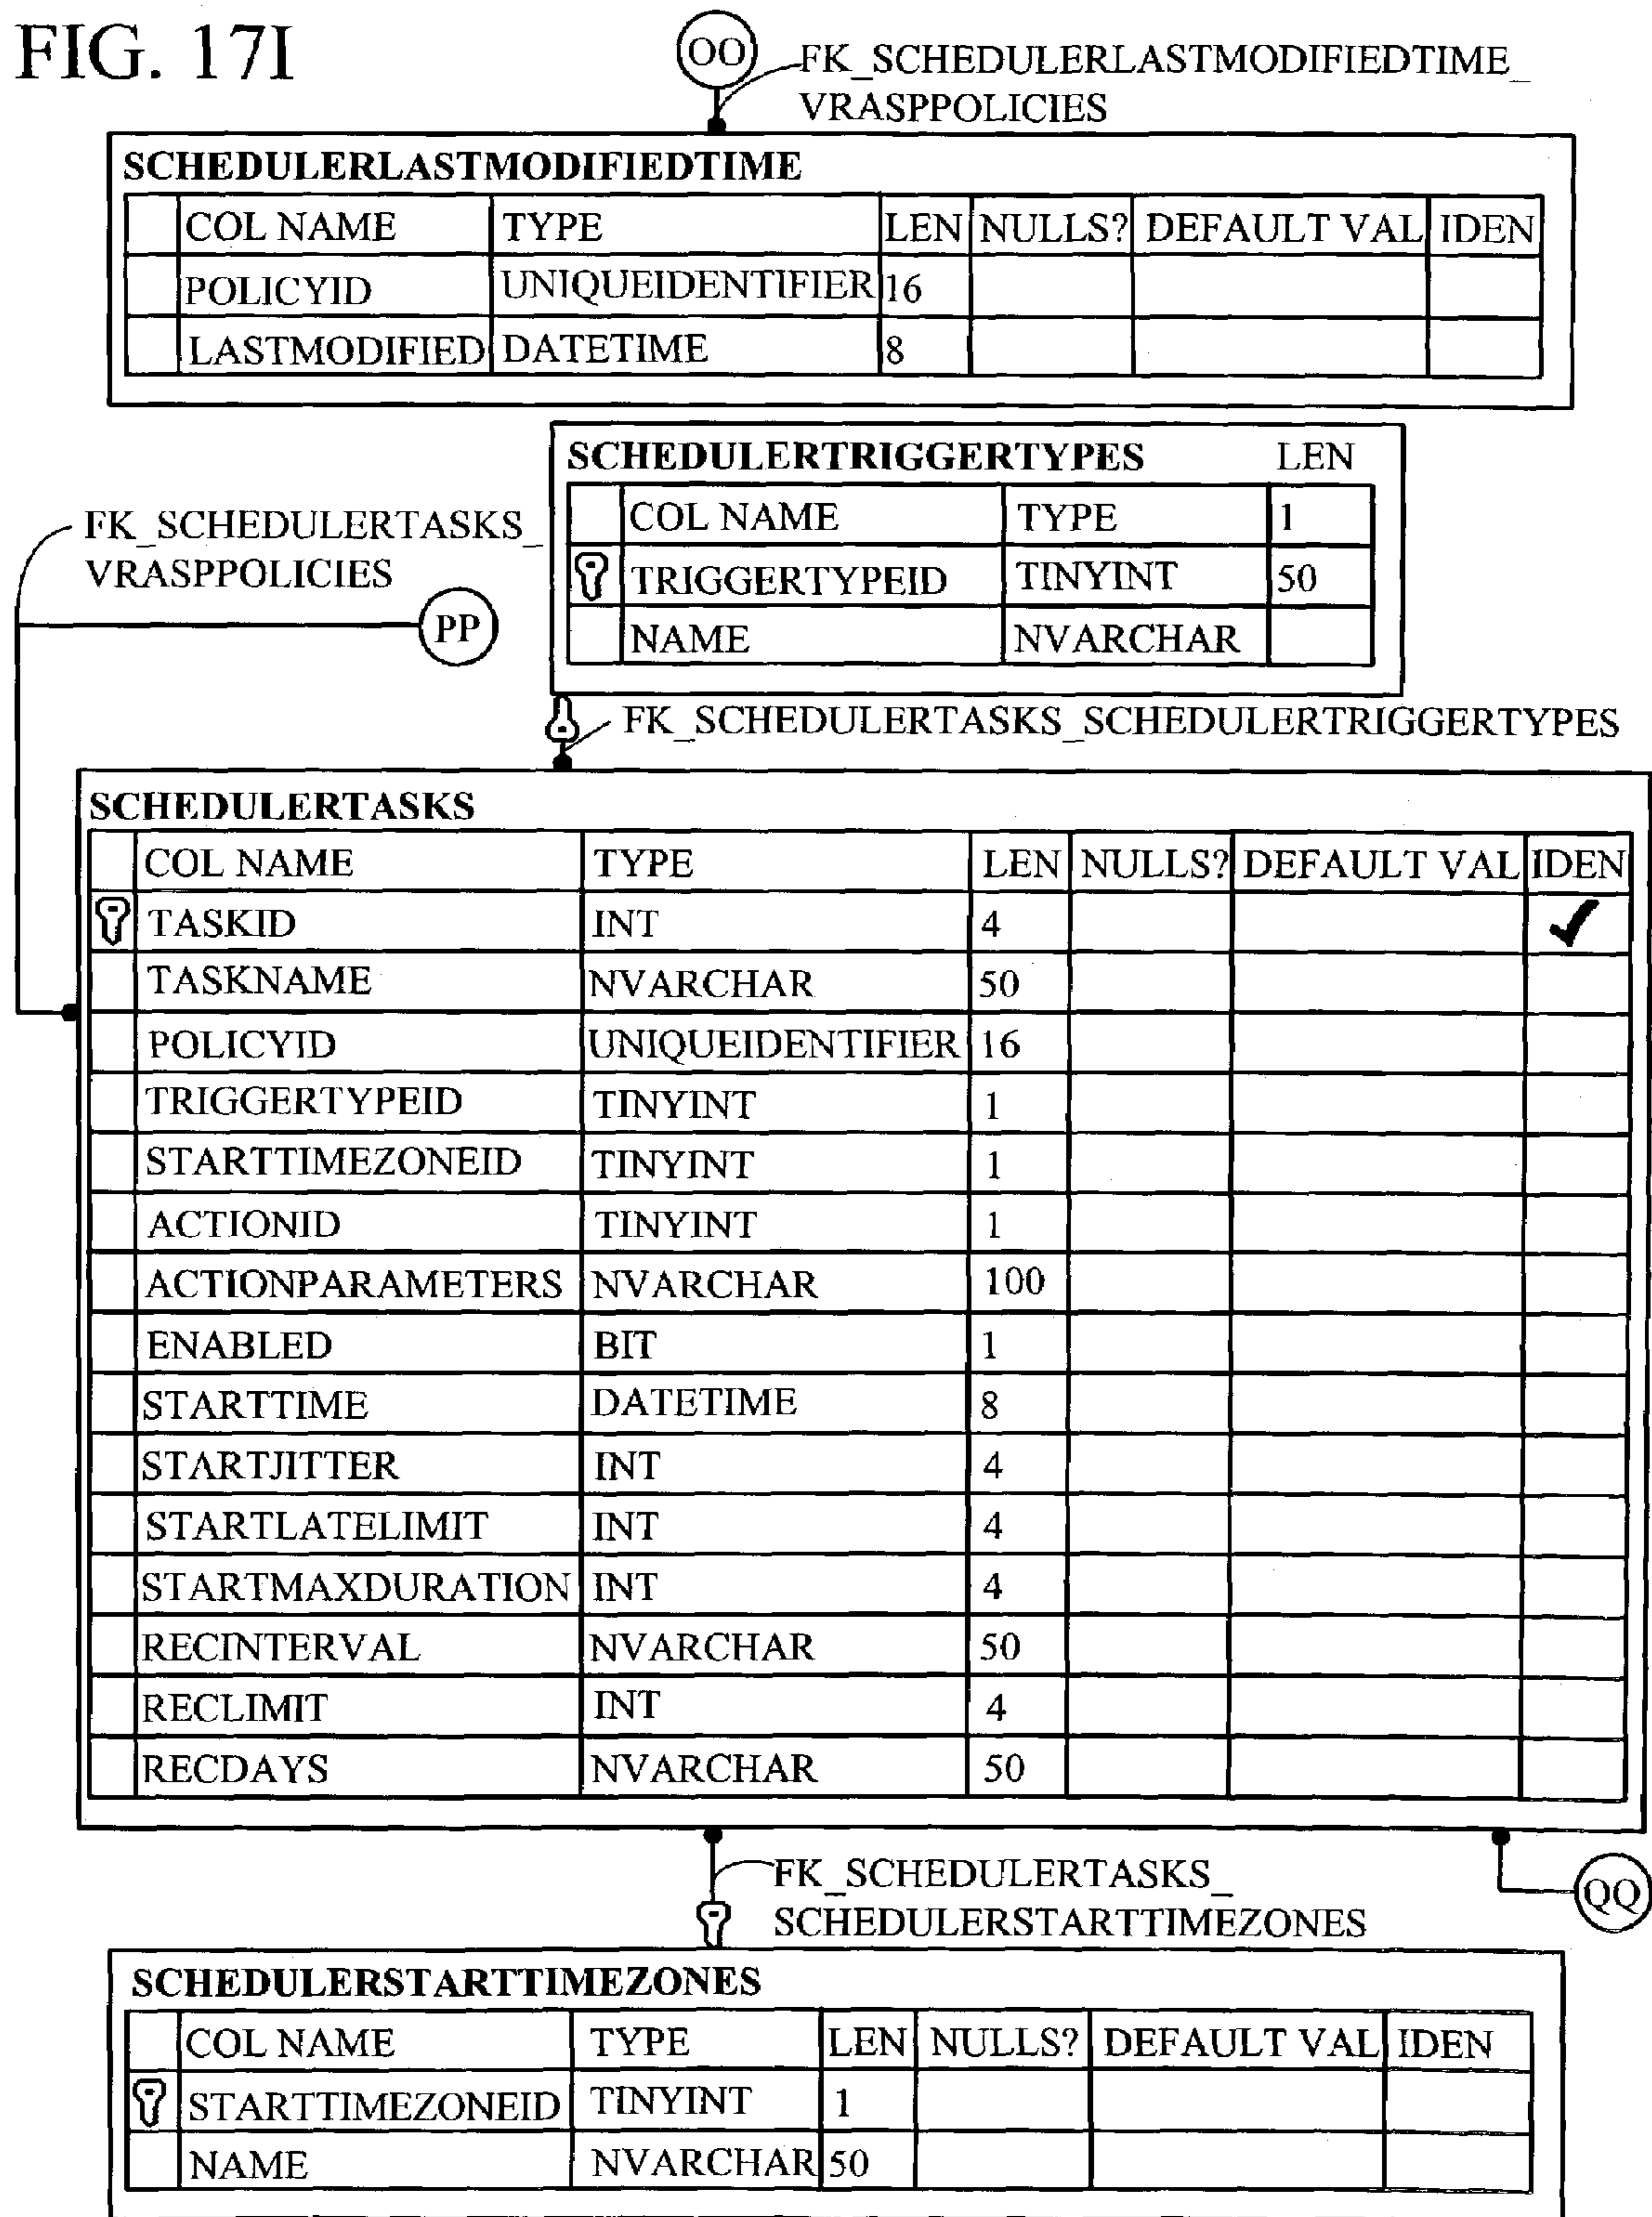 FIG. 17I
OO
FK_SCHEDULERLASTMODIFIEDTIME_
VRASPPOLICIES
SCHEDULERLASTMODIFIEDTIME
COL NAME TYPE LEN NULLS? DEFAULT VAL IDEN
POLICYID UNIQUEIDENTIFIER 16
LASTMODIFIED DATETIME 8
SCHEDULERTRIGGERTYPES LEN
COL NAME TYPE 1
TRIGGERTYPEID TINYINT 50
NAME NVARCHAR
FK_SCHEDULERTASKS_
VRASPPOLICIES
PP
FK_SCHEDULERTASKS_SCHEDULERTRIGGERTYPES
SCHEDULERTASKS
COL NAME TYPE LEN NULLS? DEFAULT VAL IDEN
TASKID INT 4 ✓
TASKNAME NVARCHAR 50
POLICYID UNIQUEIDENTIFIER 16
TRIGGERTYPEID TINYINT 1
STARTTIMEZONEID TINYINT 1
ACTIONID TINYINT 1
ACTIONPARAMETERS NVARCHAR 100
ENABLED BIT 1
STARTTIME DATETIME 8
STARTJITTER INT 4
STARTLATELIMIT INT 4
STARTMAXDURATION INT 4
RECINTERVAL NVARCHAR 50
RECLIMIT INT 4
RECDAYS NVARCHAR 50
FK_SCHEDULERTASKS_
SCHEDULERSTARTTIMEZONES
QQ
SCHEDULERSTARTTIMEZONES
COL NAME TYPE LEN NULLS? DEFAULT VAL IDEN
STARTTIMEZONEID TINYINT 1
NAME NVARCHAR 50